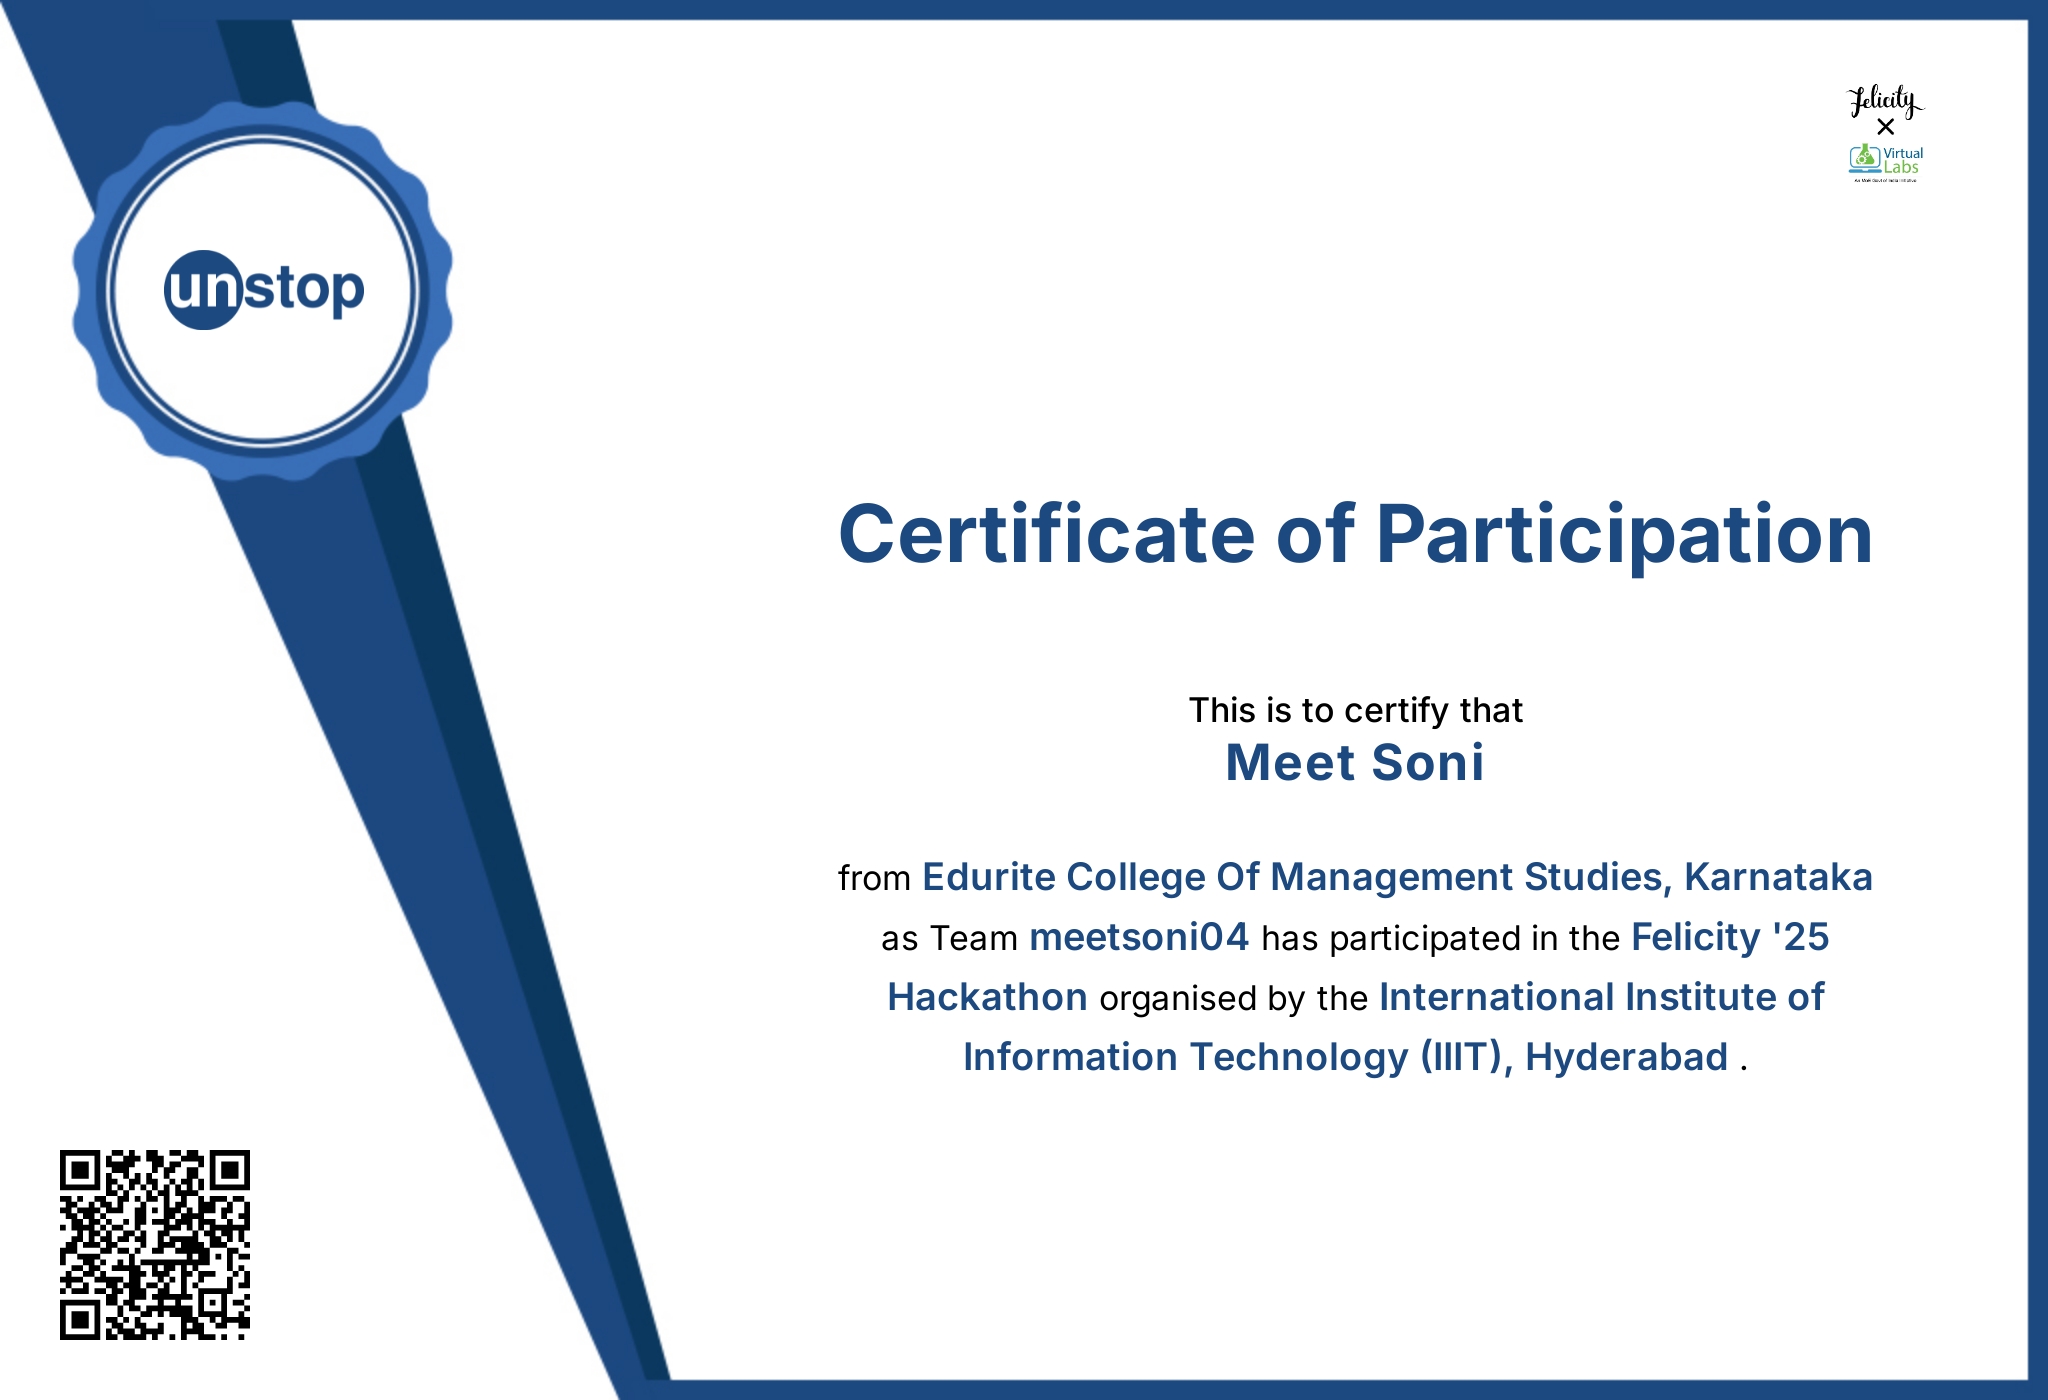 unstop
Felicity
×
Virtual
Labs
Certificate of Participation
This is to certify that
Meet Soni
from Edurite College Of Management Studies, Karnataka
as Team meetsoni04 has participated in the Felicity '25
Hackathon organised by the International Institute of
Information Technology (IIIT), Hyderabad .